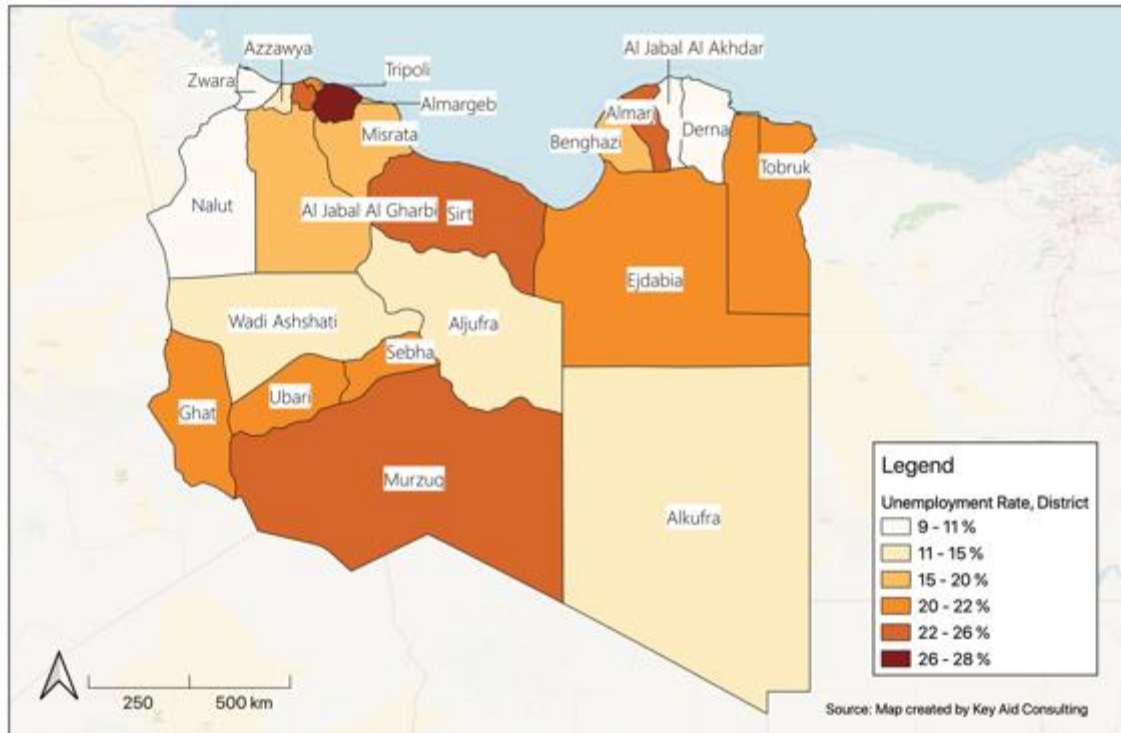 Azzawya
Al Jabal Al Akhdar
Zwara
Tripoli
Almargeb
Almarj
Misrata
Benghazi
Derna
Tobruk
Nalut
Al Jabal Al Gharbi
Sirt
Ejdabia
Wadi Ashshati
Aljufra
Sebha
Ubari
Ghat
Murzuq
Alkufra
Legend
Unemployment Rate, District
9 - 11 %
11 - 15 %
15 - 20 %
20 - 22 %
22 - 26 %
26 - 28 %
250 500 km
Source: Map created by Key Aid Consulting